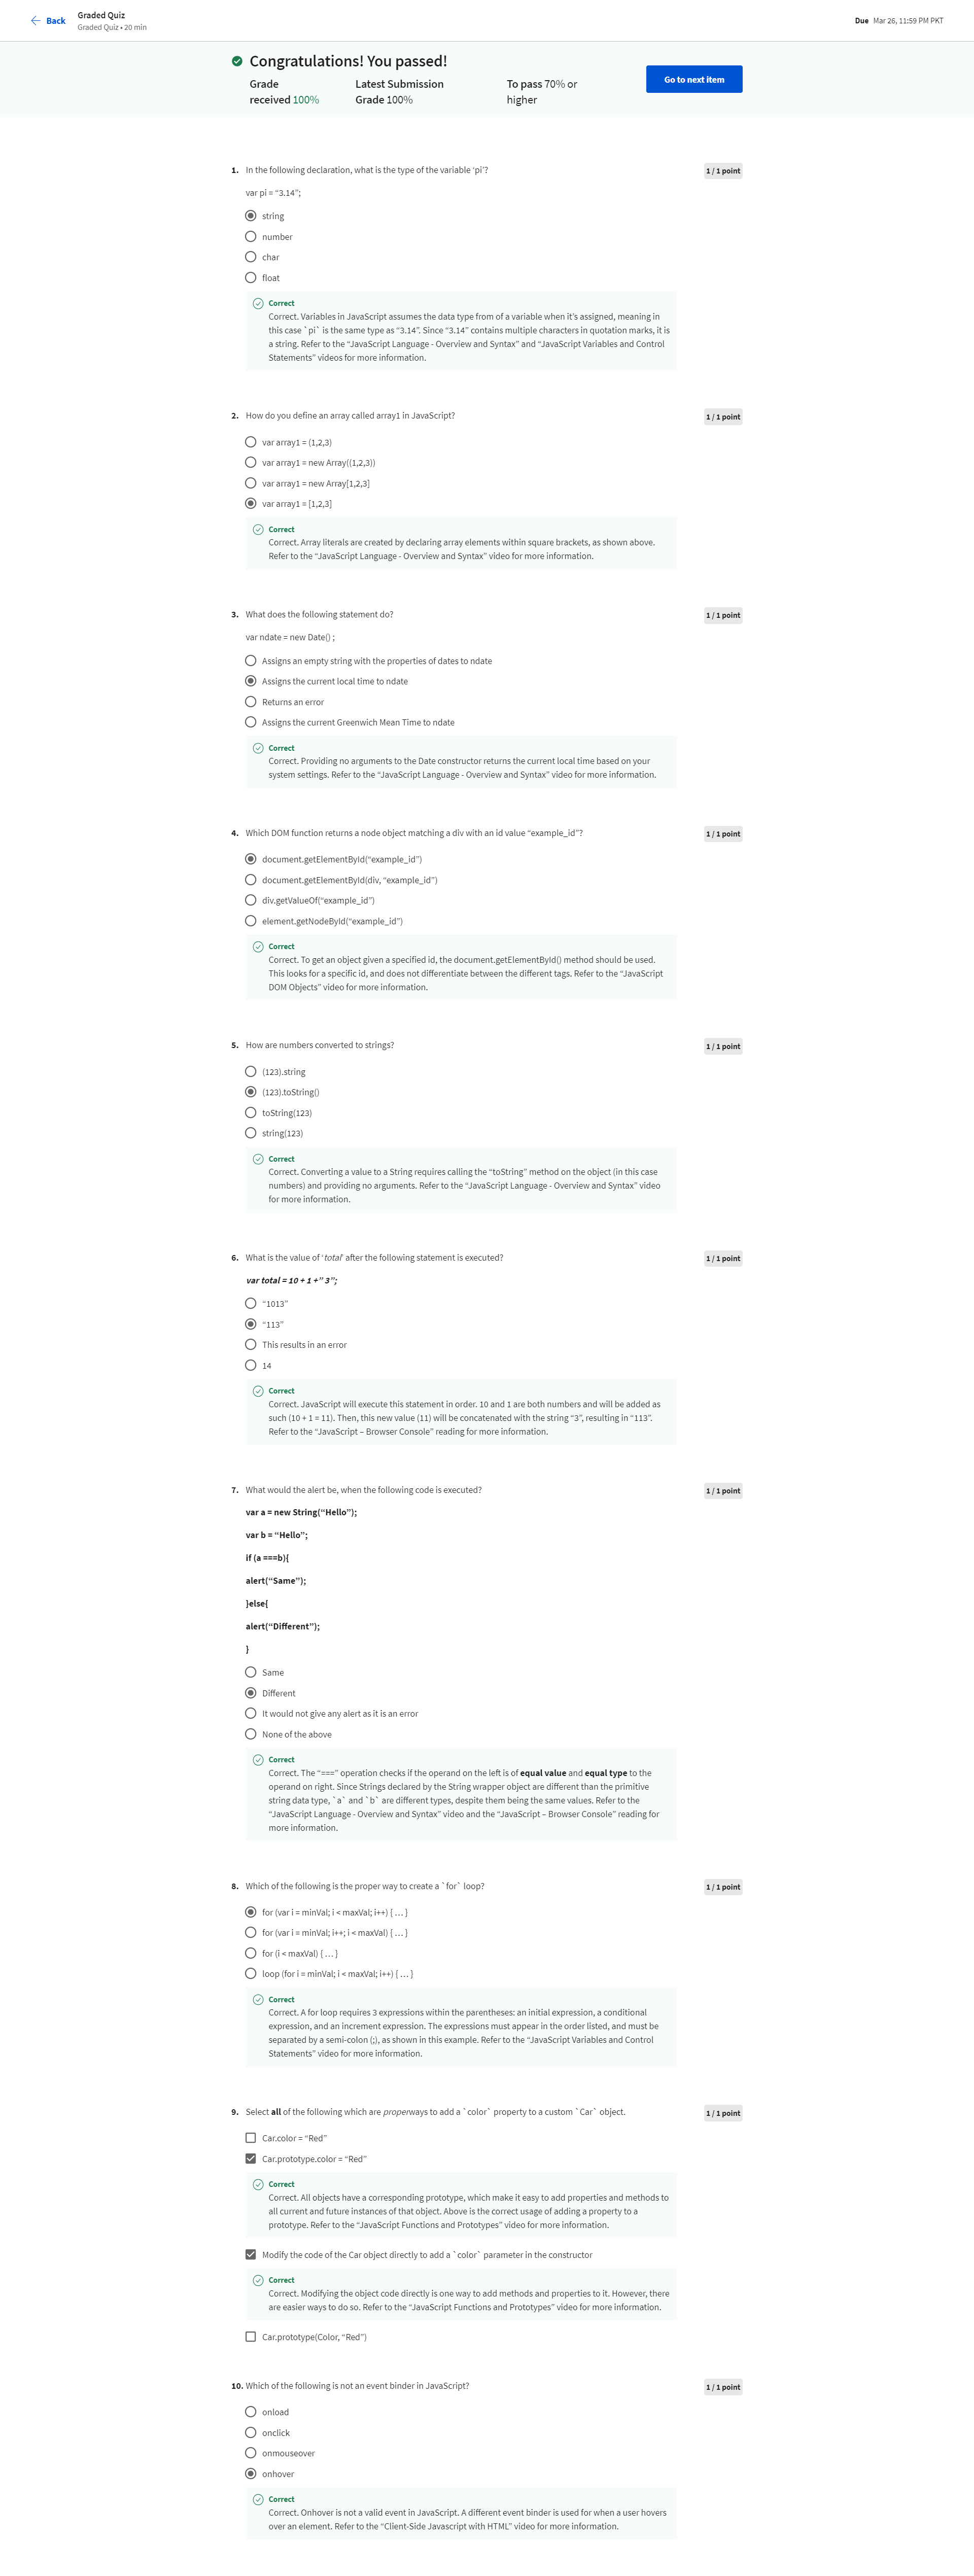 Back
Graded Quiz
Graded Quiz • 20 min
Due Mar 26, 11:59 PM PKT
Congratulations! You passed!
Grade received 100%
Latest Submission Grade 100%
To pass 70% or higher
Go to next item
1. In the following declaration, what is the type of the variable ‘pi’?
1 / 1 point
var pi = “3.14”;
string
number
char
float
Correct
Correct. Variables in JavaScript assumes the data type from of a variable when it’s assigned, meaning in
this case `pi` is the same type as “3.14”. Since “3.14” contains multiple characters in quotation marks, it is
a string. Refer to the “JavaScript Language - Overview and Syntax” and “JavaScript Variables and Control
Statements” videos for more information.
2. How do you define an array called array1 in JavaScript?
1 / 1 point
var array1 = (1,2,3)
var array1 = new Array((1,2,3))
var array1 = new Array[1,2,3]
var array1 = [1,2,3]
Correct
Correct. Array literals are created by declaring array elements within square brackets, as shown above.
Refer to the “JavaScript Language - Overview and Syntax” video for more information.
3. What does the following statement do?
1 / 1 point
var ndate = new Date() ;
Assigns an empty string with the properties of dates to ndate
Assigns the current local time to ndate
Returns an error
Assigns the current Greenwich Mean Time to ndate
Correct
Correct. Providing no arguments to the Date constructor returns the current local time based on your
system settings. Refer to the “JavaScript Language - Overview and Syntax” video for more information.
4. Which DOM function returns a node object matching a div with an id value “example_id”?
1 / 1 point
document.getElementById(“example_id”)
document.getElementById(div, “example_id”)
div.getValueOf(“example_id”)
element.getNodeById(“example_id”)
Correct
Correct. To get an object given a specified id, the document.getElementById() method should be used.
This looks for a specific id, and does not differentiate between the different tags. Refer to the “JavaScript
DOM Objects” video for more information.
5. How are numbers converted to strings?
1 / 1 point
(123).string
(123).toString()
toString(123)
string(123)
Correct
Correct. Converting a value to a String requires calling the “toString” method on the object (in this case
numbers) and providing no arguments. Refer to the “JavaScript Language - Overview and Syntax” video
for more information.
6. What is the value of ‘total’ after the following statement is executed?
1 / 1 point
var total = 10 + 1 +” 3”;
“1013”
“113”
This results in an error
14
Correct
Correct. JavaScript will execute this statement in order. 10 and 1 are both numbers and will be added as
such (10 + 1 = 11). Then, this new value (11) will be concatenated with the string “3”, resulting in “113”.
Refer to the “JavaScript – Browser Console” reading for more information.
7. What would the alert be, when the following code is executed?
1 / 1 point
var a = new String(“Hello”);
var b = “Hello”;
if (a ===b){
alert(“Same”);
}else{
alert(“Different”);
}
Same
Different
It would not give any alert as it is an error
None of the above
Correct
Correct. The “===” operation checks if the operand on the left is of equal value and equal type to the
operand on right. Since Strings declared by the String wrapper object are different than the primitive
string data type, `a` and `b` are different types, despite them being the same values. Refer to the
“JavaScript Language - Overview and Syntax” video and the “JavaScript – Browser Console” reading for
more information.
8. Which of the following is the proper way to create a `for` loop?
1 / 1 point
for (var i = minVal; i < maxVal; i++) { … }
for (var i = minVal; i++; i < maxVal) { … }
for (i < maxVal) { … }
loop (for i = minVal; i < maxVal; i++) { … }
Correct
Correct. A for loop requires 3 expressions within the parentheses: an initial expression, a conditional
expression, and an increment expression. The expressions must appear in the order listed, and must be
separated by a semi-colon (;), as shown in this example. Refer to the “JavaScript Variables and Control
Statements” video for more information.
9. Select all of the following which are properways to add a `color` property to a custom `Car` object.
1 / 1 point
Car.color = “Red”
Car.prototype.color = “Red”
Correct
Correct. All objects have a corresponding prototype, which make it easy to add properties and methods to
all current and future instances of that object. Above is the correct usage of adding a property to a
prototype. Refer to the “JavaScript Functions and Prototypes” video for more information.
Modify the code of the Car object directly to add a `color` parameter in the constructor
Correct
Correct. Modifying the object code directly is one way to add methods and properties to it. However, there
are easier ways to do so. Refer to the “JavaScript Functions and Prototypes” video for more information.
Car.prototype(Color, “Red”)
10. Which of the following is not an event binder in JavaScript?
1 / 1 point
onload
onclick
onmouseover
onhover
Correct
Correct. Onhover is not a valid event in JavaScript. A different event binder is used for when a user hovers
over an element. Refer to the “Client-Side Javascript with HTML” video for more information.